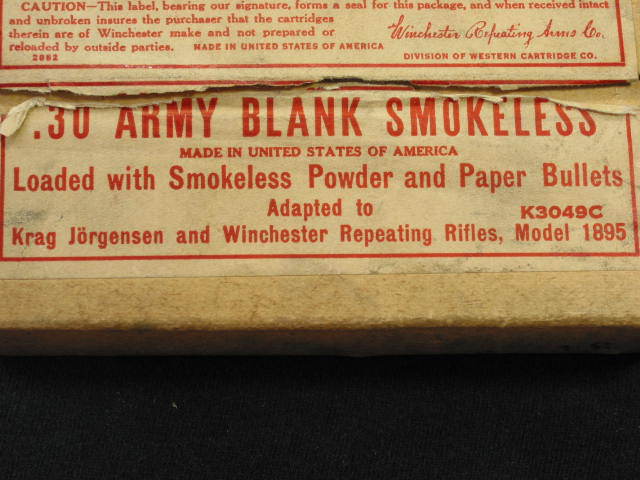 CAUTION—This label, bearing our signature, forms a seal for this package, and when received intact
and unbroken insures the purchaser that the cartridges
therein are of Winchester make and not prepared or
reloaded by outside parties. MADE IN UNITED STATES OF AMERICA
Winchester Repeating Arms Co.
2862 DIVISION OF WESTERN CARTRIDGE CO.
.30 ARMY BLANK SMOKELESS
MADE IN UNITED STATES OF AMERICA
Loaded with Smokeless Powder and Paper Bullets
Adapted to K3049C
Krag Jörgensen and Winchester Repeating Rifles, Model 1895